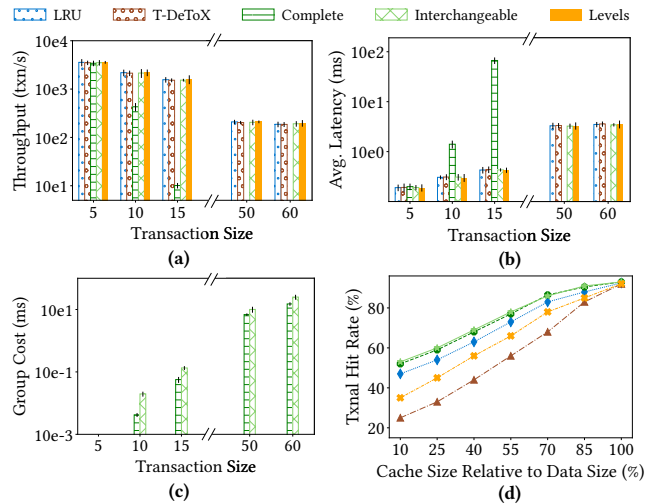 LRU T-DeToX Complete Interchangeable Levels
Throughput (txn/s)
10e4
10e3
10e2
10e1
5 10 15 50 60
Transaction Size
(a)
Avg. Latency (ms)
10e2
10e1
10e0
5 10 15 50 60
Transaction Size
(b)
Group Cost (ms)
10e1
10e-1
10e-3
5 10 15 50 60
Transaction Size
(c)
Txnal Hit Rate (%)
80
60
40
20
10 25 40 55 70 85 100
Cache Size Relative to Data Size (%)
(d)